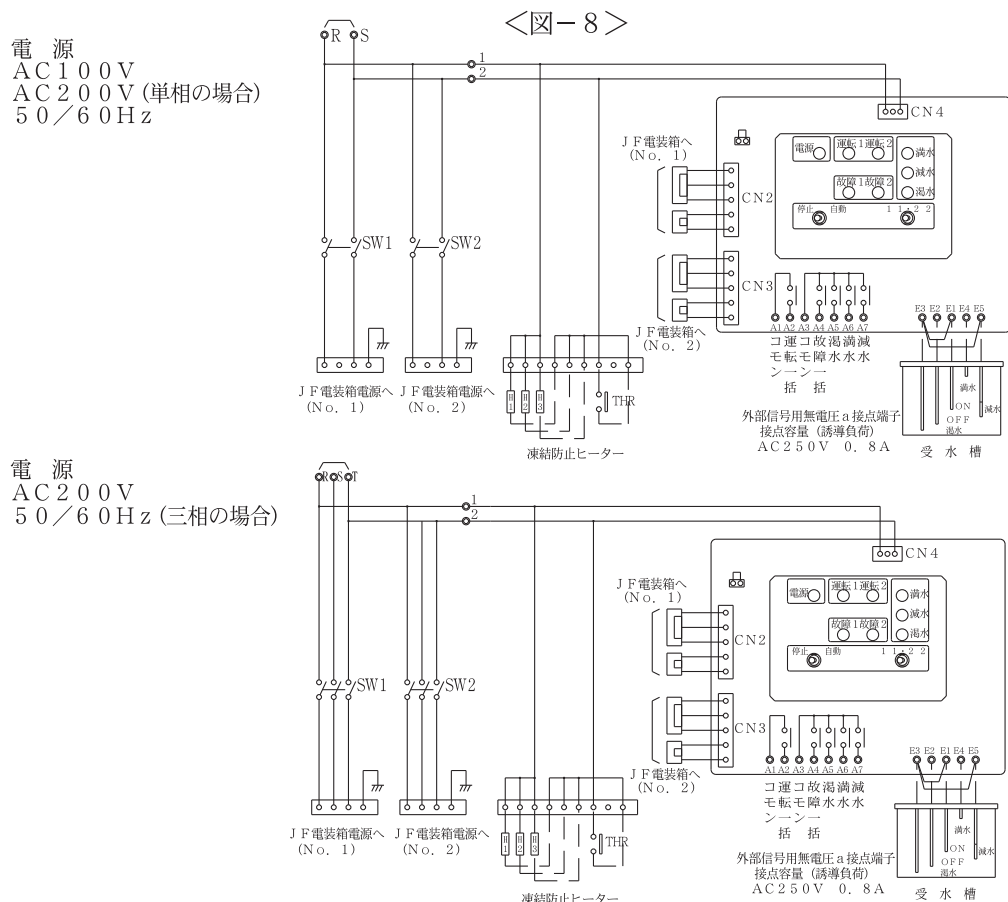 ＜図－８＞
電　源
ＡＣ１００Ｖ
ＡＣ２００Ｖ(単相の場合)
５０／６０Ｈｚ
R S
1
2
SW1 SW2
ＪＦ電装箱電源へ
(Ｎｏ．１)
ＪＦ電装箱電源へ
(Ｎｏ．２)
H1 H2 H3
THR
凍結防止ヒーター
ＪＦ電装箱へ
(Ｎｏ．１)
CN2
CN3
ＪＦ電装箱へ
(Ｎｏ．２)
CN4
電源
運転1 運転2
故障1 故障2
満水
減水
渇水
停止 自動 1 1・2 2
A1 A2 A3 A4 A5 A6 A7
コモン
運転一括
コモン
故障一括
渇水
満水
減水
外部信号用無電圧ａ接点端子
接点容量（誘導負荷）
ＡＣ２５０Ｖ　０．８Ａ
E3 E2 E1 E4 E5
満水
ON
減水
OFF
渇水
受　水　槽
電　源
ＡＣ２００Ｖ
５０／６０Ｈｚ(三相の場合)
R S T
1
2
SW1 SW2
ＪＦ電装箱電源へ
(Ｎｏ．１)
ＪＦ電装箱電源へ
(Ｎｏ．２)
H1 H2 H3
THR
凍結防止ヒーター
ＪＦ電装箱へ
(Ｎｏ．１)
CN2
CN3
ＪＦ電装箱へ
(Ｎｏ．２)
CN4
電源
運転1 運転2
故障1 故障2
満水
減水
渇水
停止 自動 1 1・2 2
A1 A2 A3 A4 A5 A6 A7
コモン
運転一括
コモン
故障一括
渇水
満水
減水
外部信号用無電圧ａ接点端子
接点容量（誘導負荷）
ＡＣ２５０Ｖ　０．８Ａ
E3 E2 E1 E4 E5
満水
ON
減水
OFF
渇水
受　水　槽